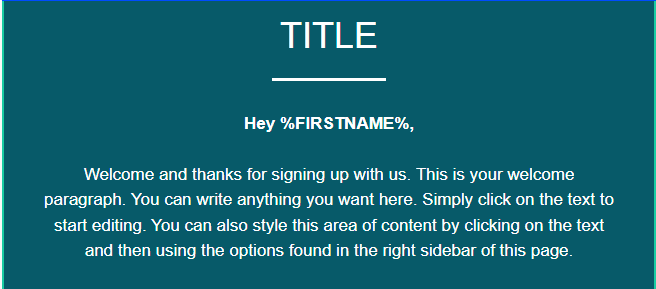 TITLE
Hey %FIRSTNAME%,
Welcome and thanks for signing up with us. This is your welcome
paragraph. You can write anything you want here. Simply click on the text to
start editing. You can also style this area of content by clicking on the text
and then using the options found in the right sidebar of this page.